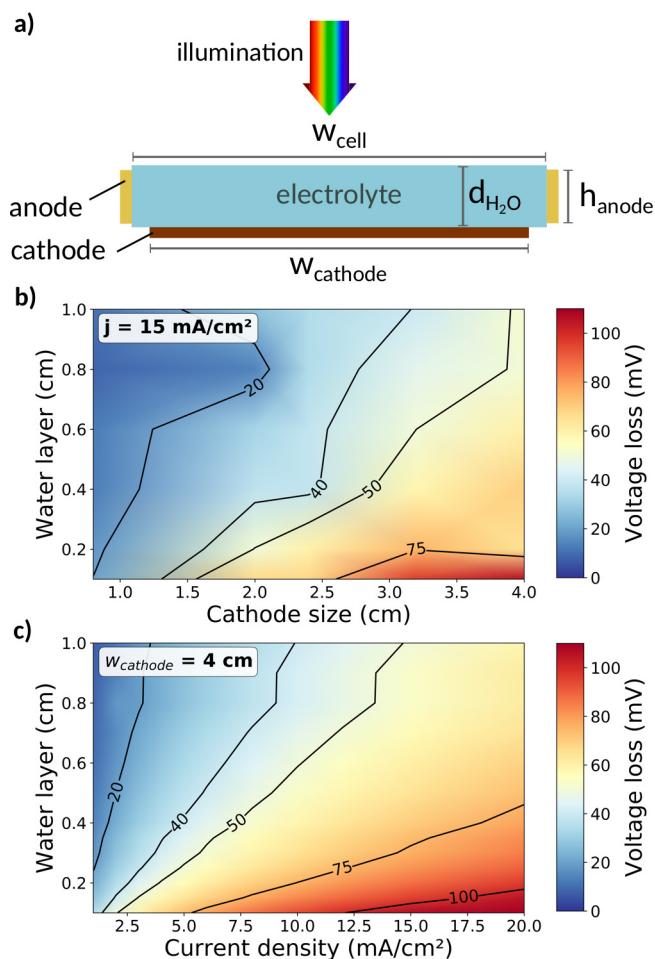 a)
illumination
w_cell
electrolyte
d_H₂O
h_anode
anode
cathode
w_cathode
b)
j = 15 mA/cm²
1.0
0.8
0.6
0.4
0.2
Water layer (cm)
20
40
50
75
1.0
1.5
2.0
2.5
3.0
3.5
4.0
Cathode size (cm)
100
80
60
40
20
0
Voltage loss (mV)
c)
w_cathode = 4 cm
1.0
0.8
0.6
0.4
0.2
Water layer (cm)
20
40
50
75
100
2.5
5.0
7.5
10.0
12.5
15.0
17.5
20.0
Current density (mA/cm²)
100
80
60
40
20
0
Voltage loss (mV)